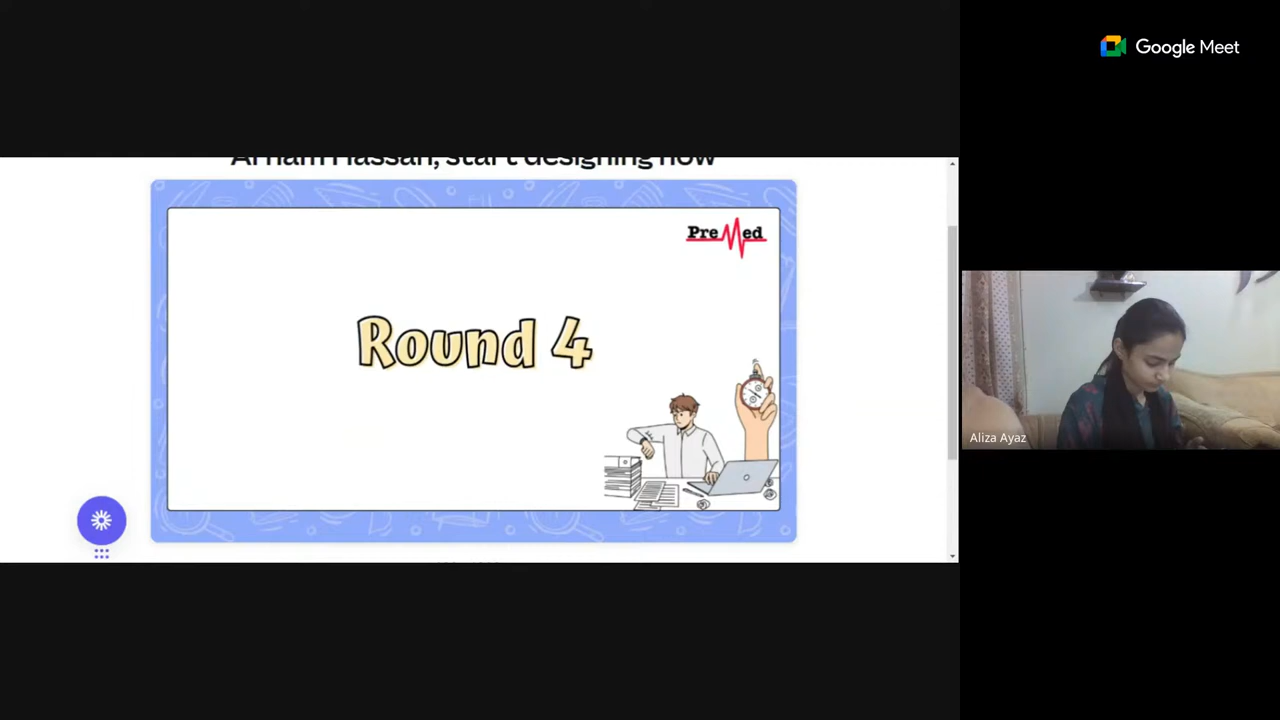 Google Meet
Arham Hassan, start designing now
PreMed
Round 4
Aliza Ayaz